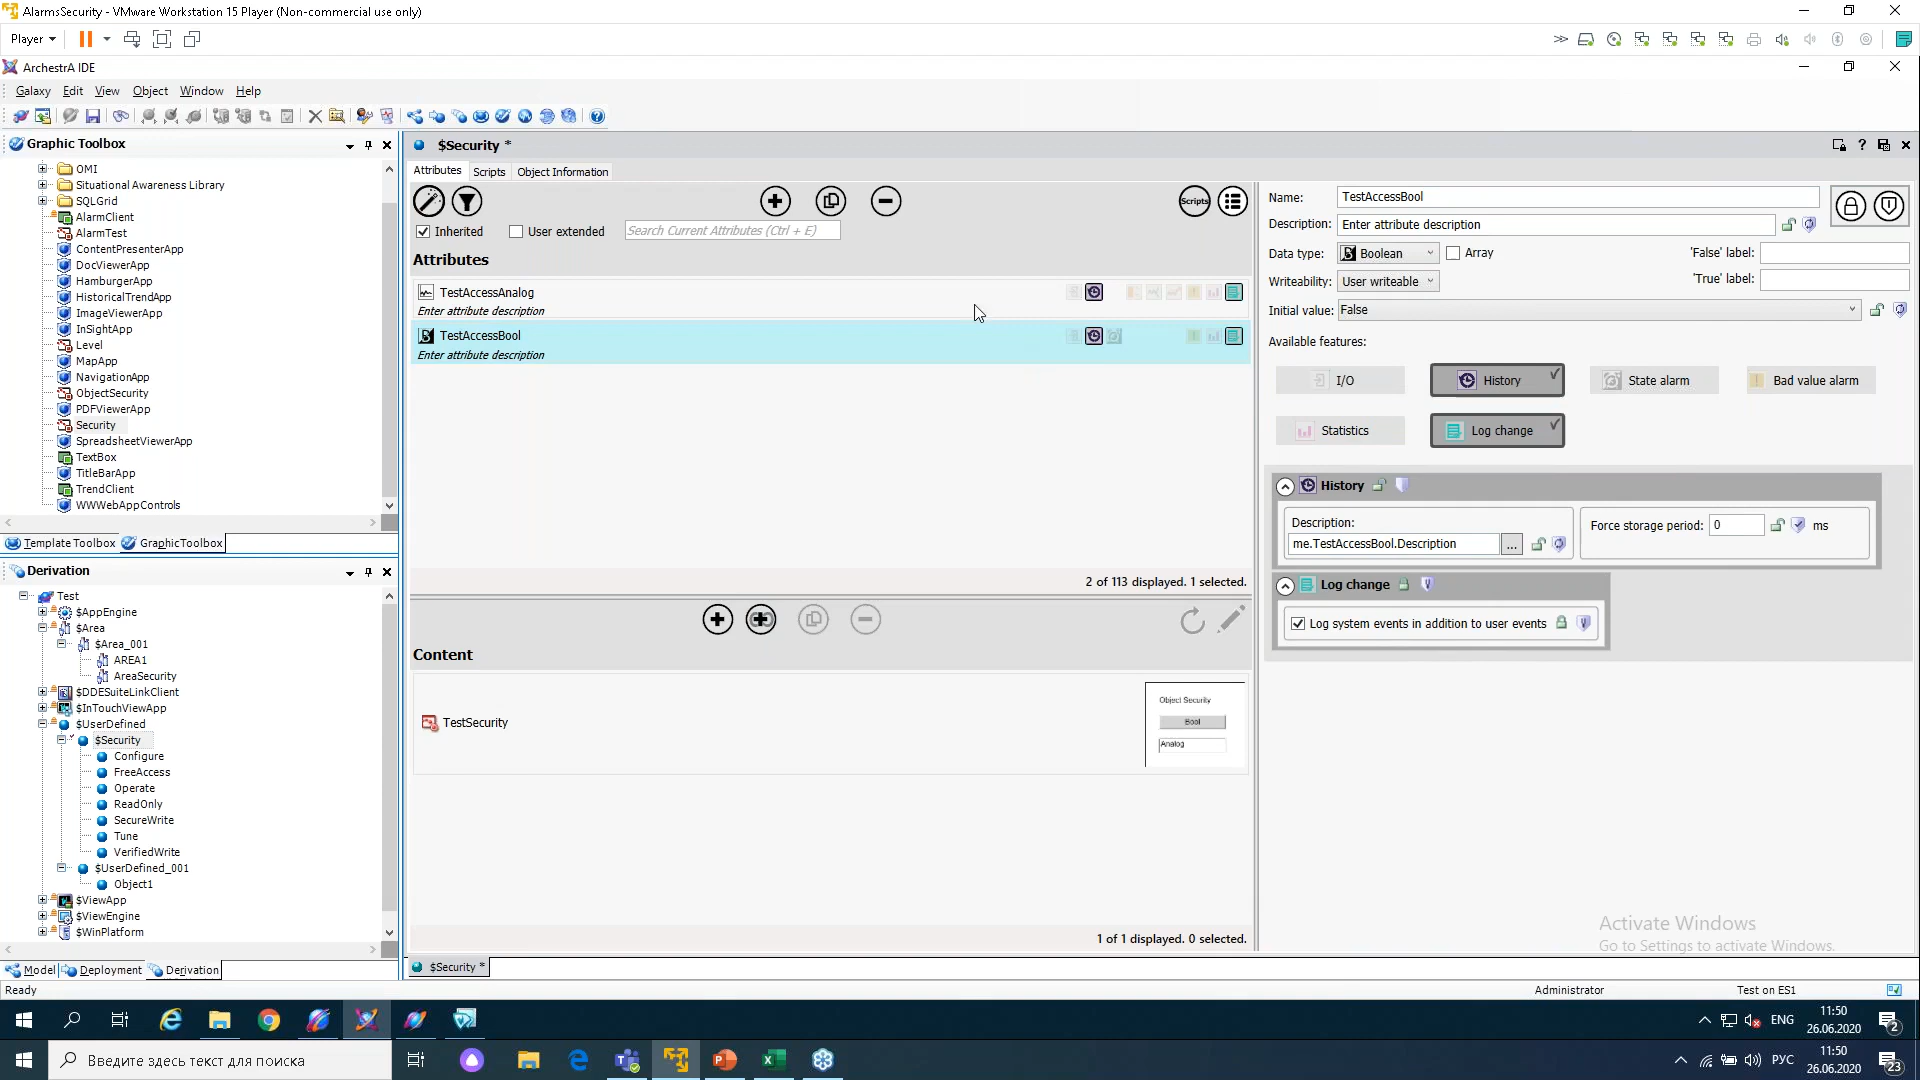 AlarmsSecurity - VMware Workstation 15 Player (Non-commercial use only)
Player
ArchestrA IDE
Galaxy Edit View Object Window Help
Graphic Toolbox
OMI
Situational Awareness Library
SQLGrid
AlarmClient
AlarmTest
ContentPresenterApp
DocViewerApp
HamburgerApp
HistoricalTrendApp
ImageViewerApp
InSightApp
Level
MapApp
NavigationApp
ObjectSecurity
PDFViewerApp
Security
SpreadsheetViewerApp
TextBox
TitleBarApp
TrendClient
WWWebAppControls
Template Toolbox GraphicToolbox
Derivation
Test
$AppEngine
$Area
$Area_001
AREA1
AreaSecurity
$DDESuiteLinkClient
$InTouchViewApp
$UserDefined
$Security
Configure
FreeAccess
Operate
ReadOnly
SecureWrite
Tune
VerifiedWrite
$UserDefined_001
Object1
$ViewApp
$ViewEngine
$WinPlatform
Model Deployment Derivation
$Security *
Attributes Scripts Object Information
Scripts
Inherited User extended Search Current Attributes (Ctrl + E)
Attributes
TestAccessAnalog
Enter attribute description
TestAccessBool
Enter attribute description
2 of 113 displayed. 1 selected.
Content
TestSecurity
Object Security
Bool
Analog
1 of 1 displayed. 0 selected.
$Security *
Name: TestAccessBool
Description: Enter attribute description
Data type: Boolean Array 'False' label:
Writeability: User writeable 'True' label:
Initial value: False
Available features:
I/O History State alarm Bad value alarm
Statistics Log change
History
Description:
me.TestAccessBool.Description ...
Force storage period: 0 ms
Log change
Log system events in addition to user events
Activate Windows
Go to Settings to activate Windows.
Ready Administrator Test on ES1
ENG 11:50 26.06.2020 2
Введите здесь текст для поиска
РУС 11:50 26.06.2020 23